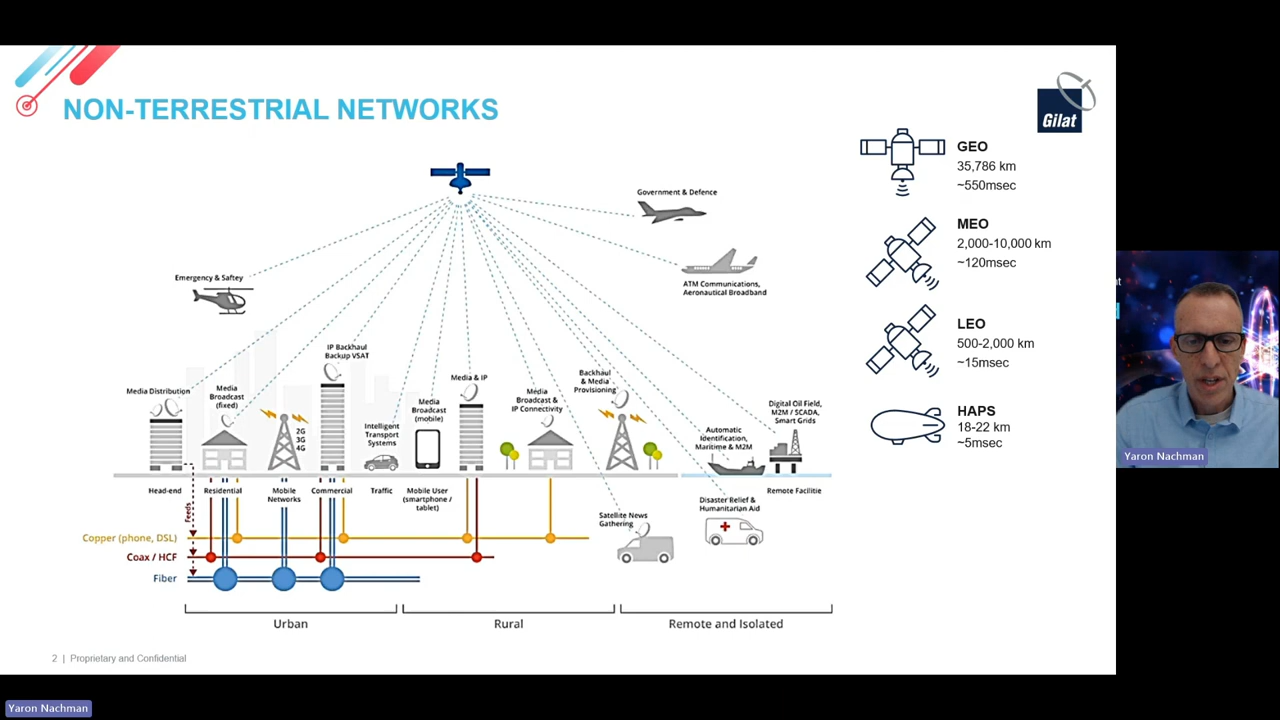 NON-TERRESTRIAL NETWORKS
Gilat
GEO
35,786 km
~550msec
MEO
2,000-10,000 km
~120msec
LEO
500-2,000 km
~15msec
HAPS
18-22 km
~5msec
Government & Defence
ATM Communications,
Aeronautical Broadband
Emergency & Saftey
IP Backhaul
Backup VSAT
Media Distribution
Media
Broadcast
(fixed)
2G
3G
4G
Intelligent
Transport
Systems
Media
Broadcast
(mobile)
Media & IP
Media
Broadcast &
IP Connectivity
Backhaul
& Media
Provisioning
Automatic
Identification,
Maritime & M2M
Digital Oil Field,
M2M / SCADA,
Smart Grids
Head-end
Residential
Mobile
Networks
Commercial
Traffic
Mobile User
(smartphone /
tablet)
Remote Facilitie
Satellite News
Gathering
Disaster Relief &
Humanitarian Aid
Feeds
Copper (phone, DSL)
Coax / HCF
Fiber
Urban
Rural
Remote and Isolated
2 | Proprietary and Confidential
Yaron Nachman
Yaron Nachman